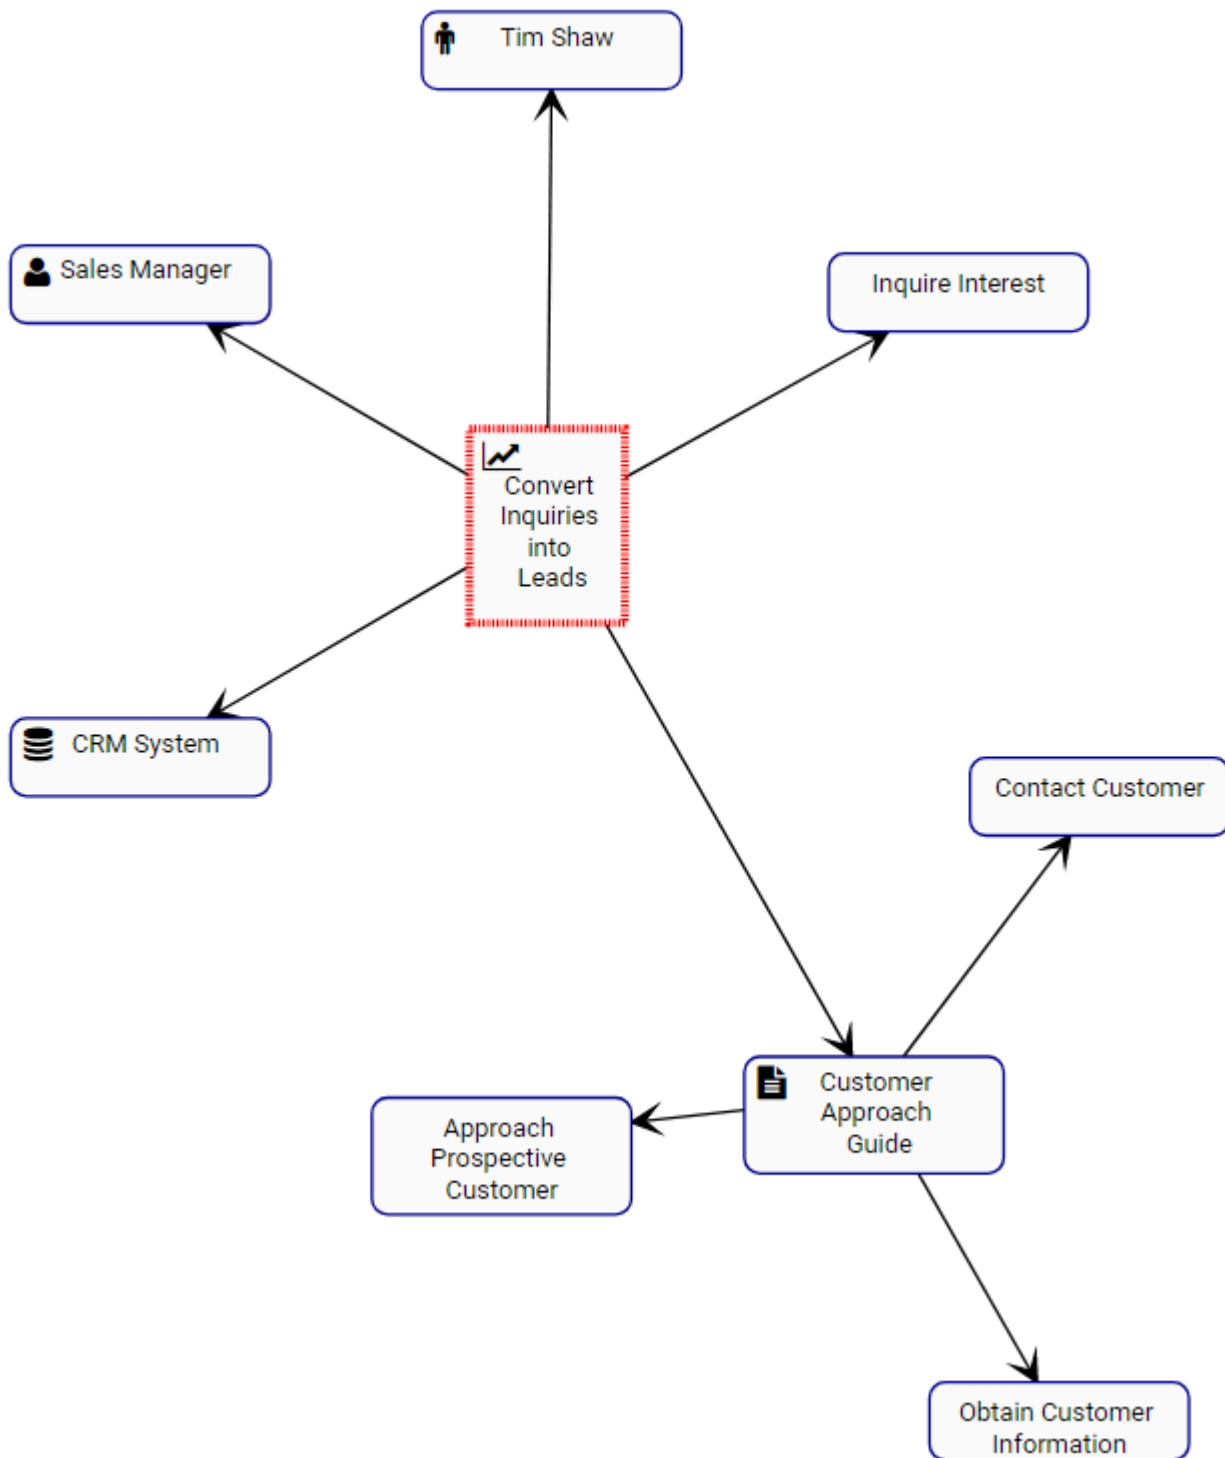 Tim Shaw
Sales Manager
Inquire Interest
Convert
Inquiries
into
Leads
CRM System
Contact Customer
Customer
Approach
Guide
Approach
Prospective
Customer
Obtain Customer
Information